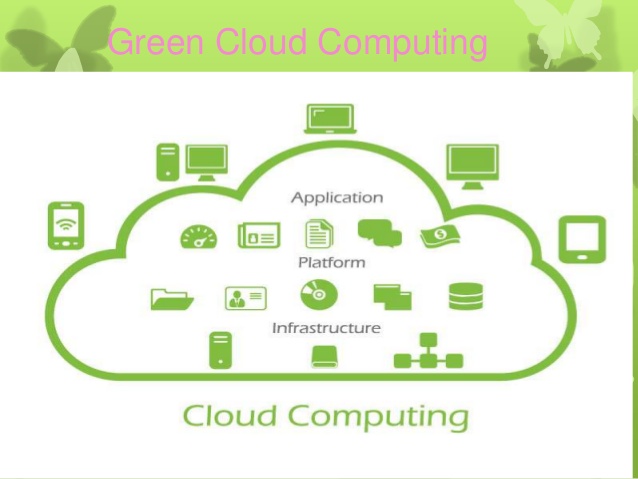 Green Cloud Computing
Application
Platform
Infrastructure
Cloud Computing